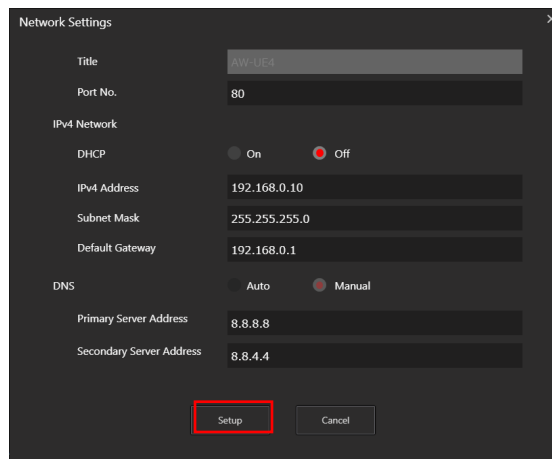 Network Settings
Title AW-UE4
Port No. 80
IPv4 Network
DHCP On Off
IPv4 Address 192.168.0.10
Subnet Mask 255.255.255.0
Default Gateway 192.168.0.1
DNS Auto Manual
Primary Server Address 8.8.8.8
Secondary Server Address 8.8.4.4
Setup Cancel